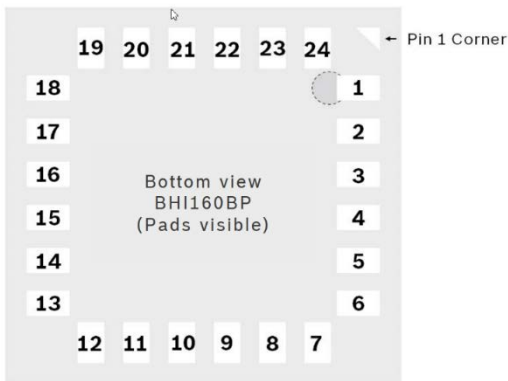 19 20 21 22 23 24
← Pin 1 Corner
18 1
17 2
16 3
Bottom view
BHI160BP
(Pads visible)
15 4
14 5
13 6
12 11 10 9 8 7